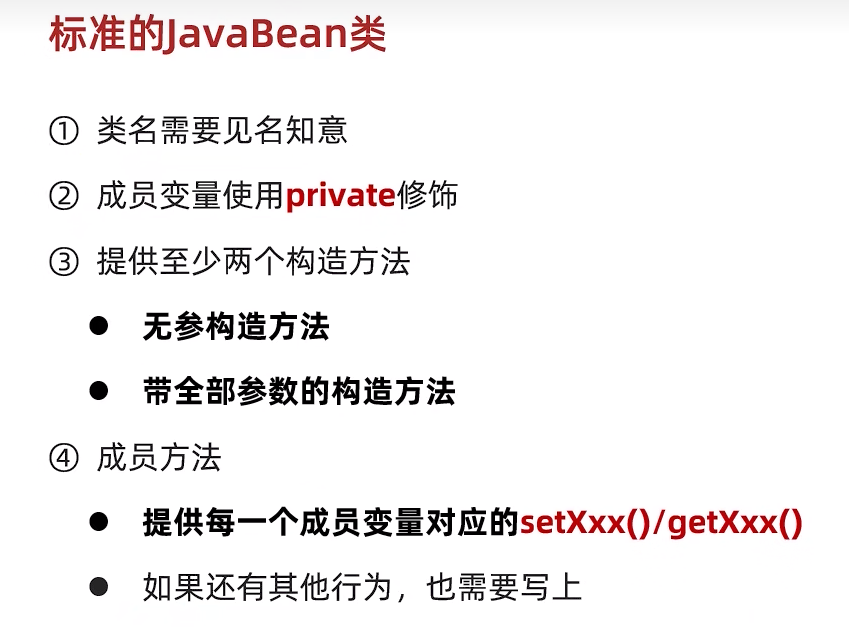 标准的JavaBean类
① 类名需要见名知意
② 成员变量使用private修饰
③ 提供至少两个构造方法
● 无参构造方法
● 带全部参数的构造方法
④ 成员方法
● 提供每一个成员变量对应的setXxx()/getXxx()
● 如果还有其他行为，也需要写上